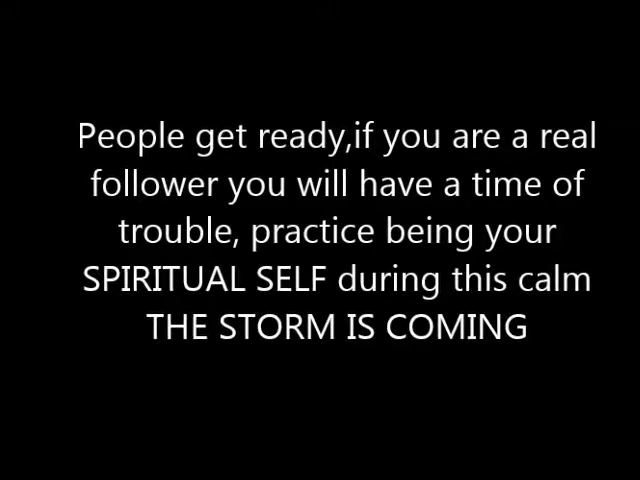 People get ready,if you are a real
follower you will have a time of
trouble, practice being your
SPIRITUAL SELF during this calm
THE STORM IS COMING